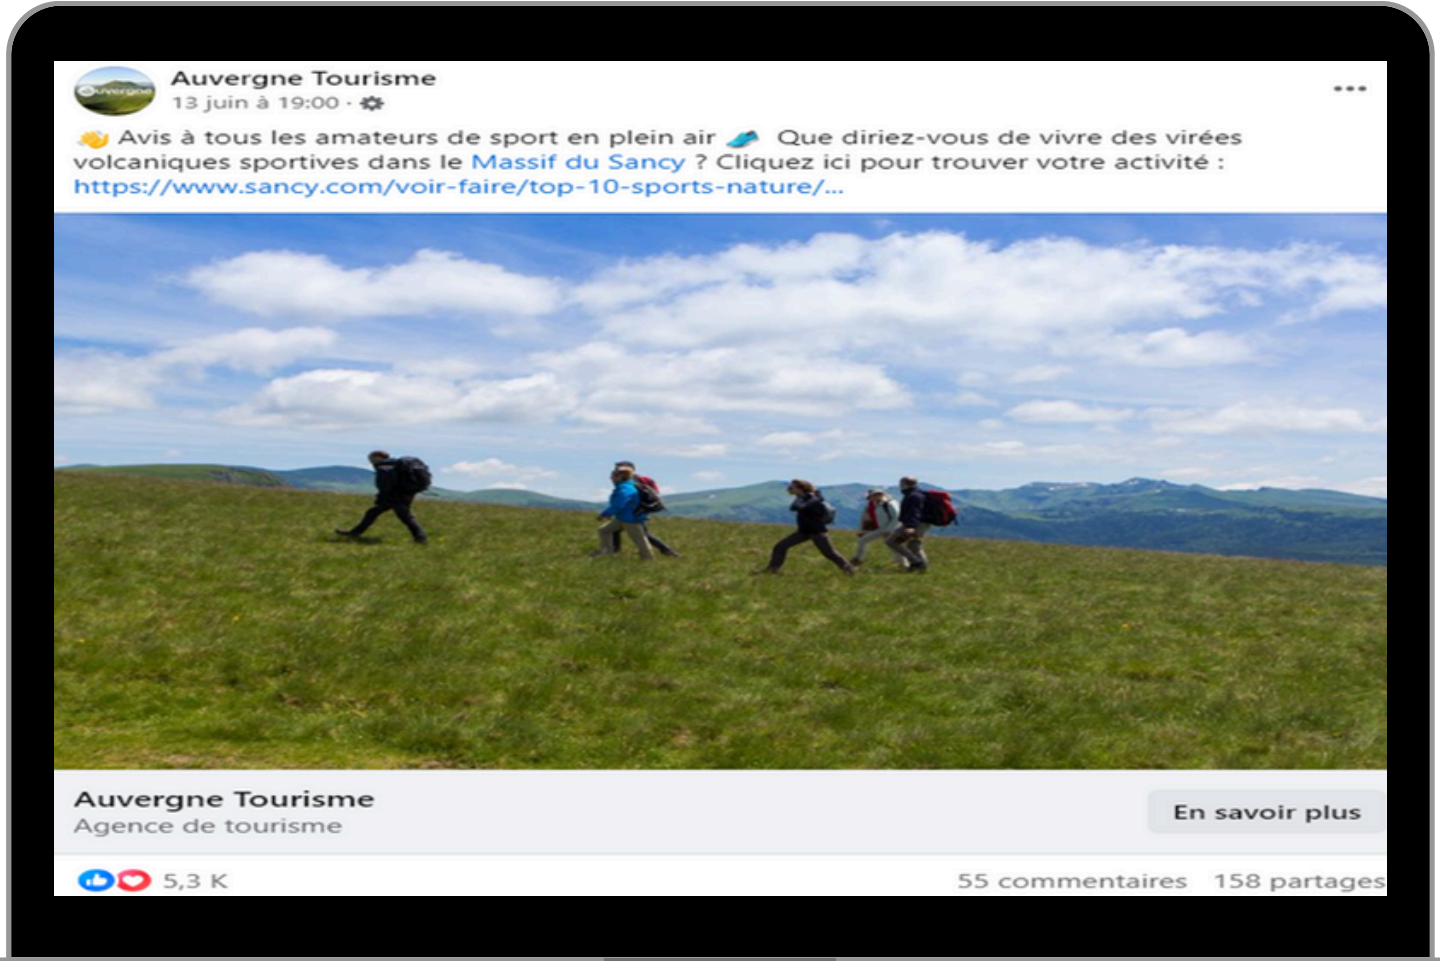 Auvergne
Auvergne Tourisme
13 juin à 19:00 ·
👋 Avis à tous les amateurs de sport en plein air 👟 Que diriez-vous de vivre des virées
volcaniques sportives dans le Massif du Sancy ? Cliquez ici pour trouver votre activité :
https://www.sancy.com/voir-faire/top-10-sports-nature/...
Auvergne Tourisme
Agence de tourisme
En savoir plus
5,3 K
55 commentaires 158 partages